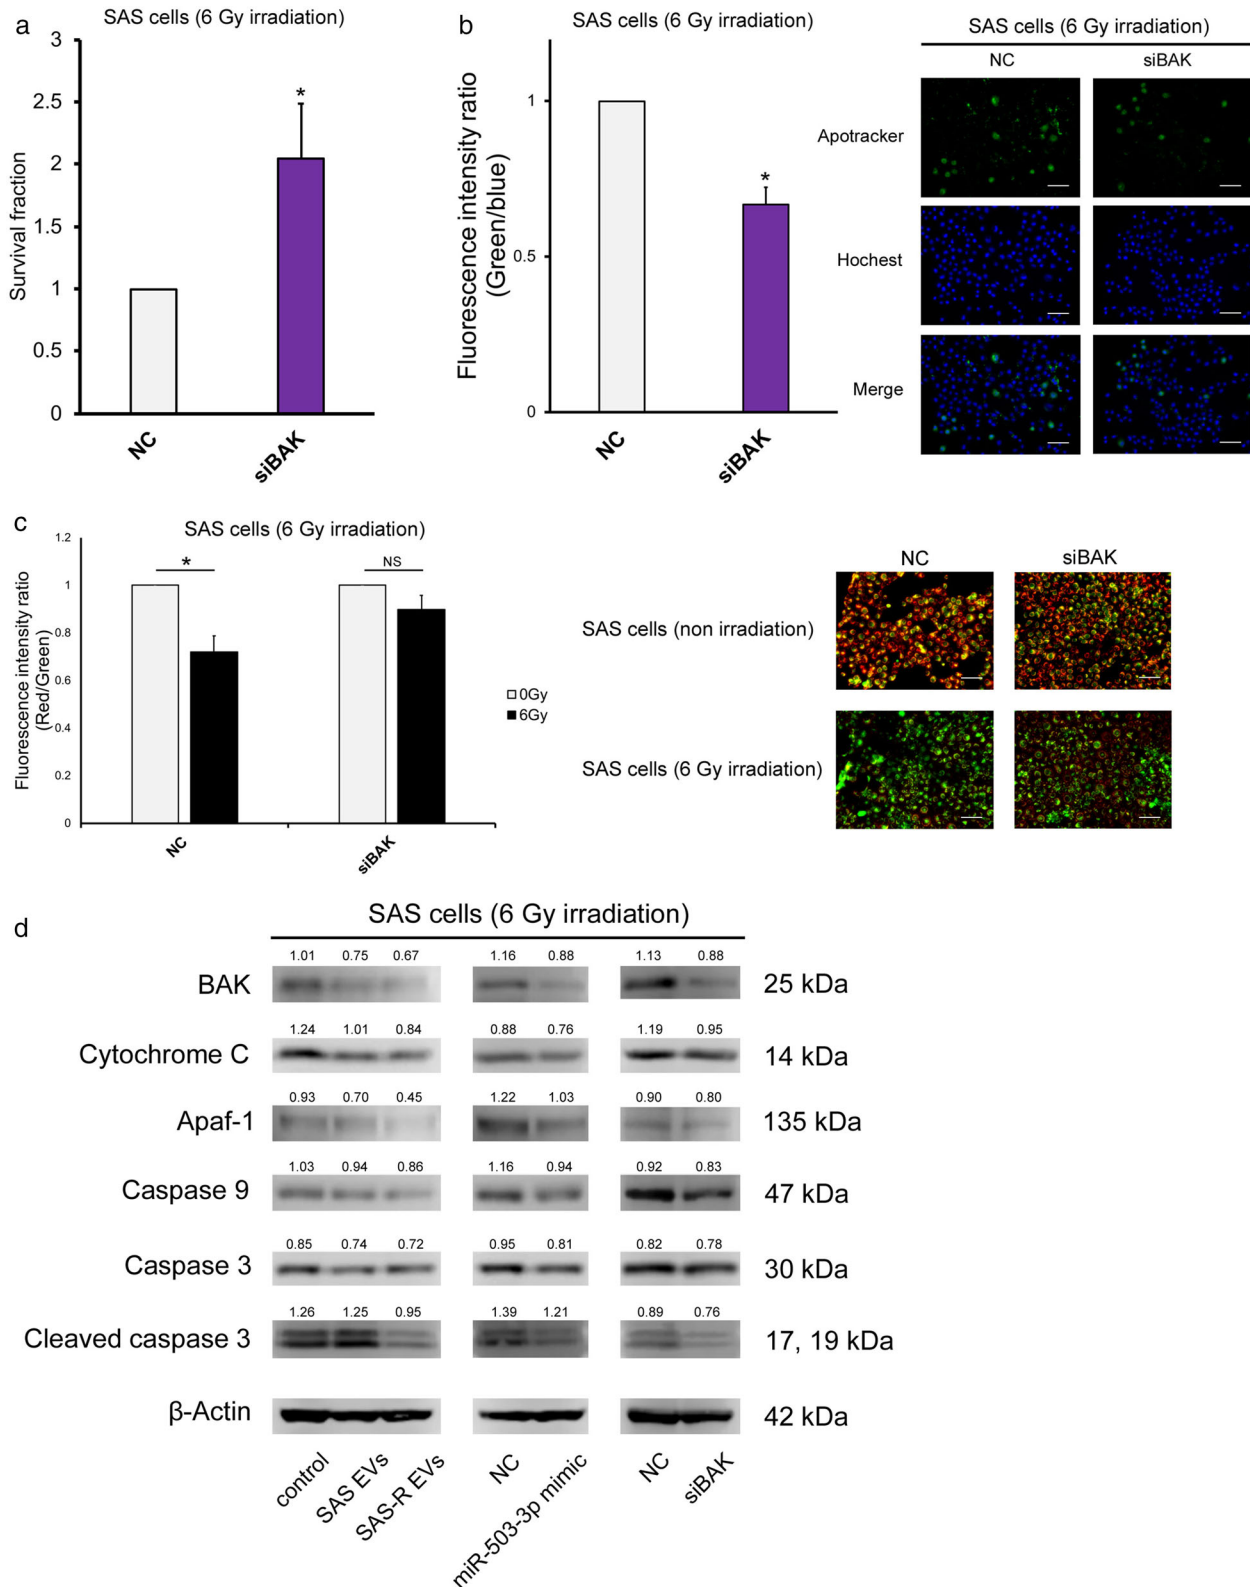 a
SAS cells (6 Gy irradiation)
Survival fraction
3
2.5
2
1.5
1
0.5
0
*
NC
siBAK
b
SAS cells (6 Gy irradiation)
Fluorescence intensity ratio
(Green/blue)
1
0.5
0
*
NC
siBAK
SAS cells (6 Gy irradiation)
NC siBAK
Apotracker
Hochest
Merge
c
SAS cells (6 Gy irradiation)
Fluorescence intensity ratio
(Red/Green)
1.2
1
0.8
0.6
0.4
0.2
0
* NS
NC siBAK
0Gy
6Gy
NC siBAK
SAS cells (non irradiation)
SAS cells (6 Gy irradiation)
d
SAS cells (6 Gy irradiation)
1.01 0.75 0.67 1.16 0.88 1.13 0.88
BAK 25 kDa
1.24 1.01 0.84 0.88 0.76 1.19 0.95
Cytochrome C 14 kDa
0.93 0.70 0.45 1.22 1.03 0.90 0.80
Apaf-1 135 kDa
1.03 0.94 0.86 1.16 0.94 0.92 0.83
Caspase 9 47 kDa
0.85 0.74 0.72 0.95 0.81 0.82 0.78
Caspase 3 30 kDa
1.26 1.25 0.95 1.39 1.21 0.89 0.76
Cleaved caspase 3 17, 19 kDa
β-Actin 42 kDa
control
SAS EVs
SAS-R EVs
NC
miR-503-3p mimic
NC
siBAK